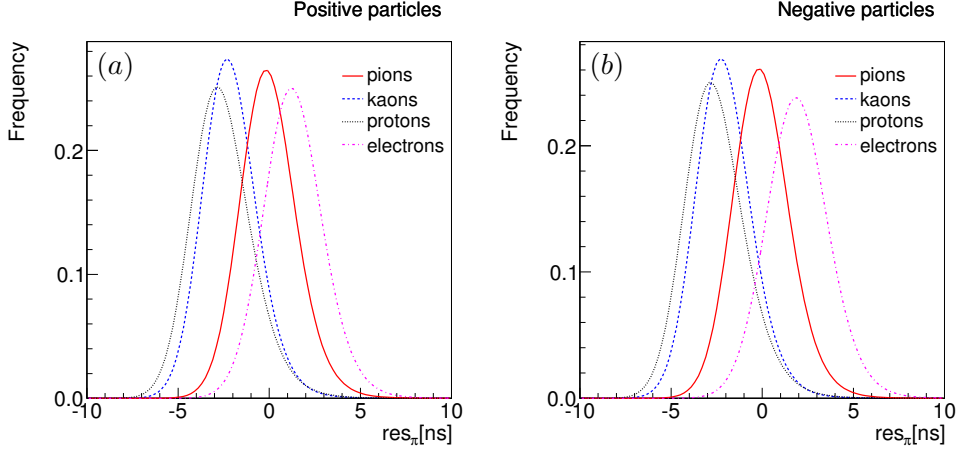 Positive particles
Frequency
(a)
pions
kaons
protons
electrons
0.2
0.1
0.0
-10
-5
0
5
10
res_π[ns]
Negative particles
Frequency
(b)
pions
kaons
protons
electrons
0.2
0.1
0.0
-10
-5
0
5
10
res_π[ns]